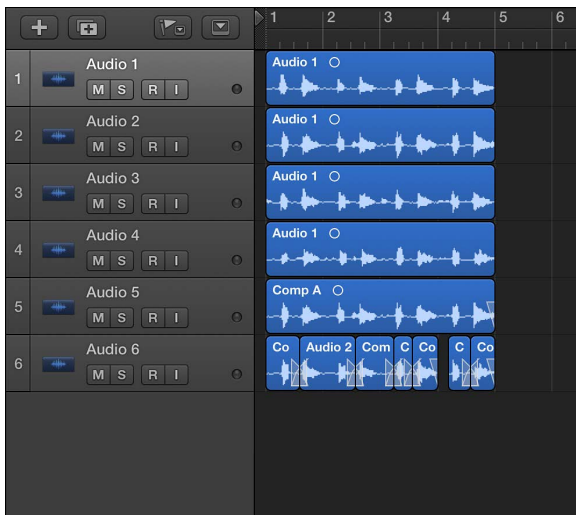 1 2 3 4 5 6
1 Audio 1 Audio 1
M S R I
2 Audio 2 Audio 1
M S R I
3 Audio 3 Audio 1
M S R I
4 Audio 4 Audio 1
M S R I
5 Audio 5 Comp A
M S R I
6 Audio 6 Co Audio 2 Com C Co C Co
M S R I